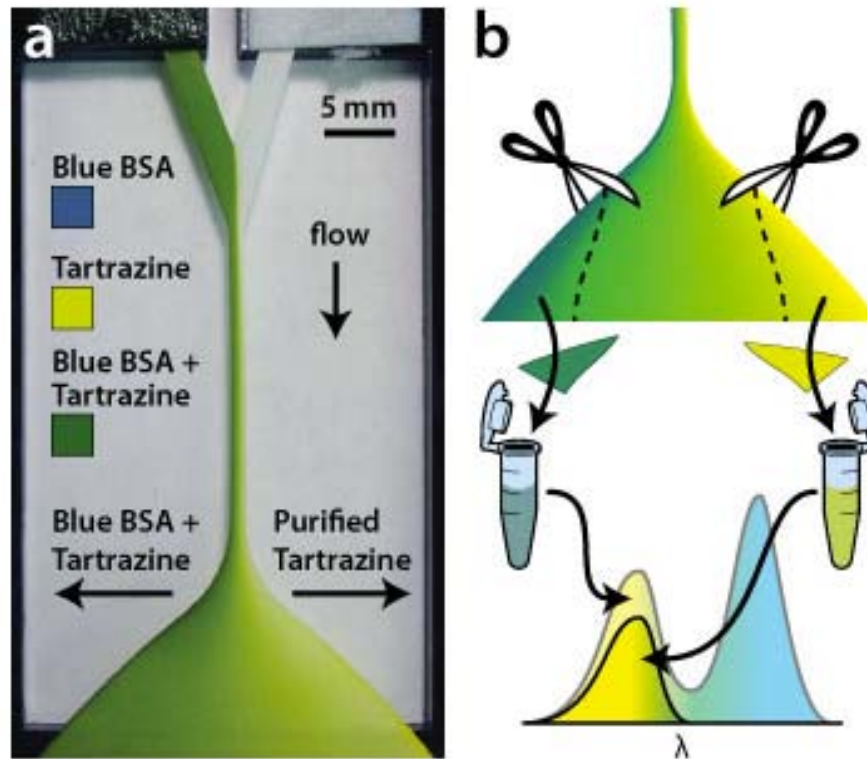 a
5 mm
Blue BSA
flow
Tartrazine
Blue BSA +
Tartrazine
Blue BSA +
Tartrazine
Purified
Tartrazine
b
λ